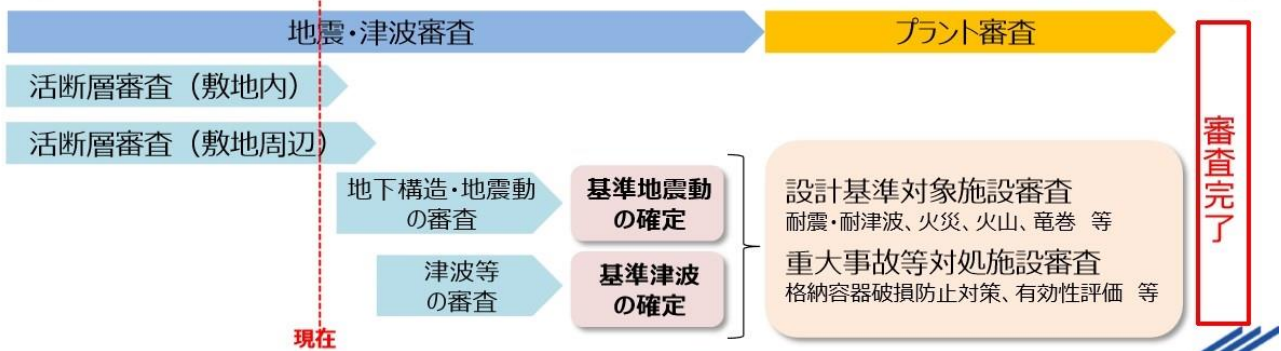 地震・津波審査
プラント審査
活断層審査（敷地内）
活断層審査（敷地周辺）
地下構造・地震動
の審査
基準地震動
の確定
津波等
の審査
基準津波
の確定
設計基準対象施設審査
耐震・耐津波、火災、火山、竜巻 等
重大事故等対処施設審査
格納容器破損防止対策、有効性評価 等
審査完了
現在